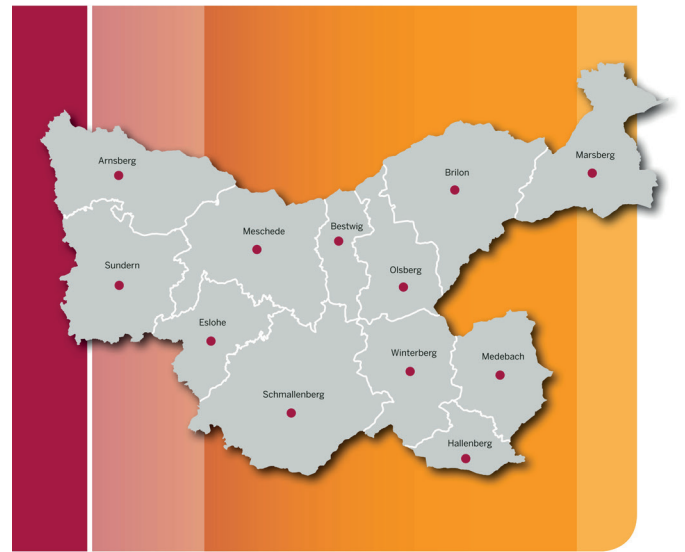 Arnsberg
Marsberg
Brilon
Meschede
Bestwig
Sundern
Olsberg
Eslohe
Winterberg
Medebach
Schmallenberg
Hallenberg